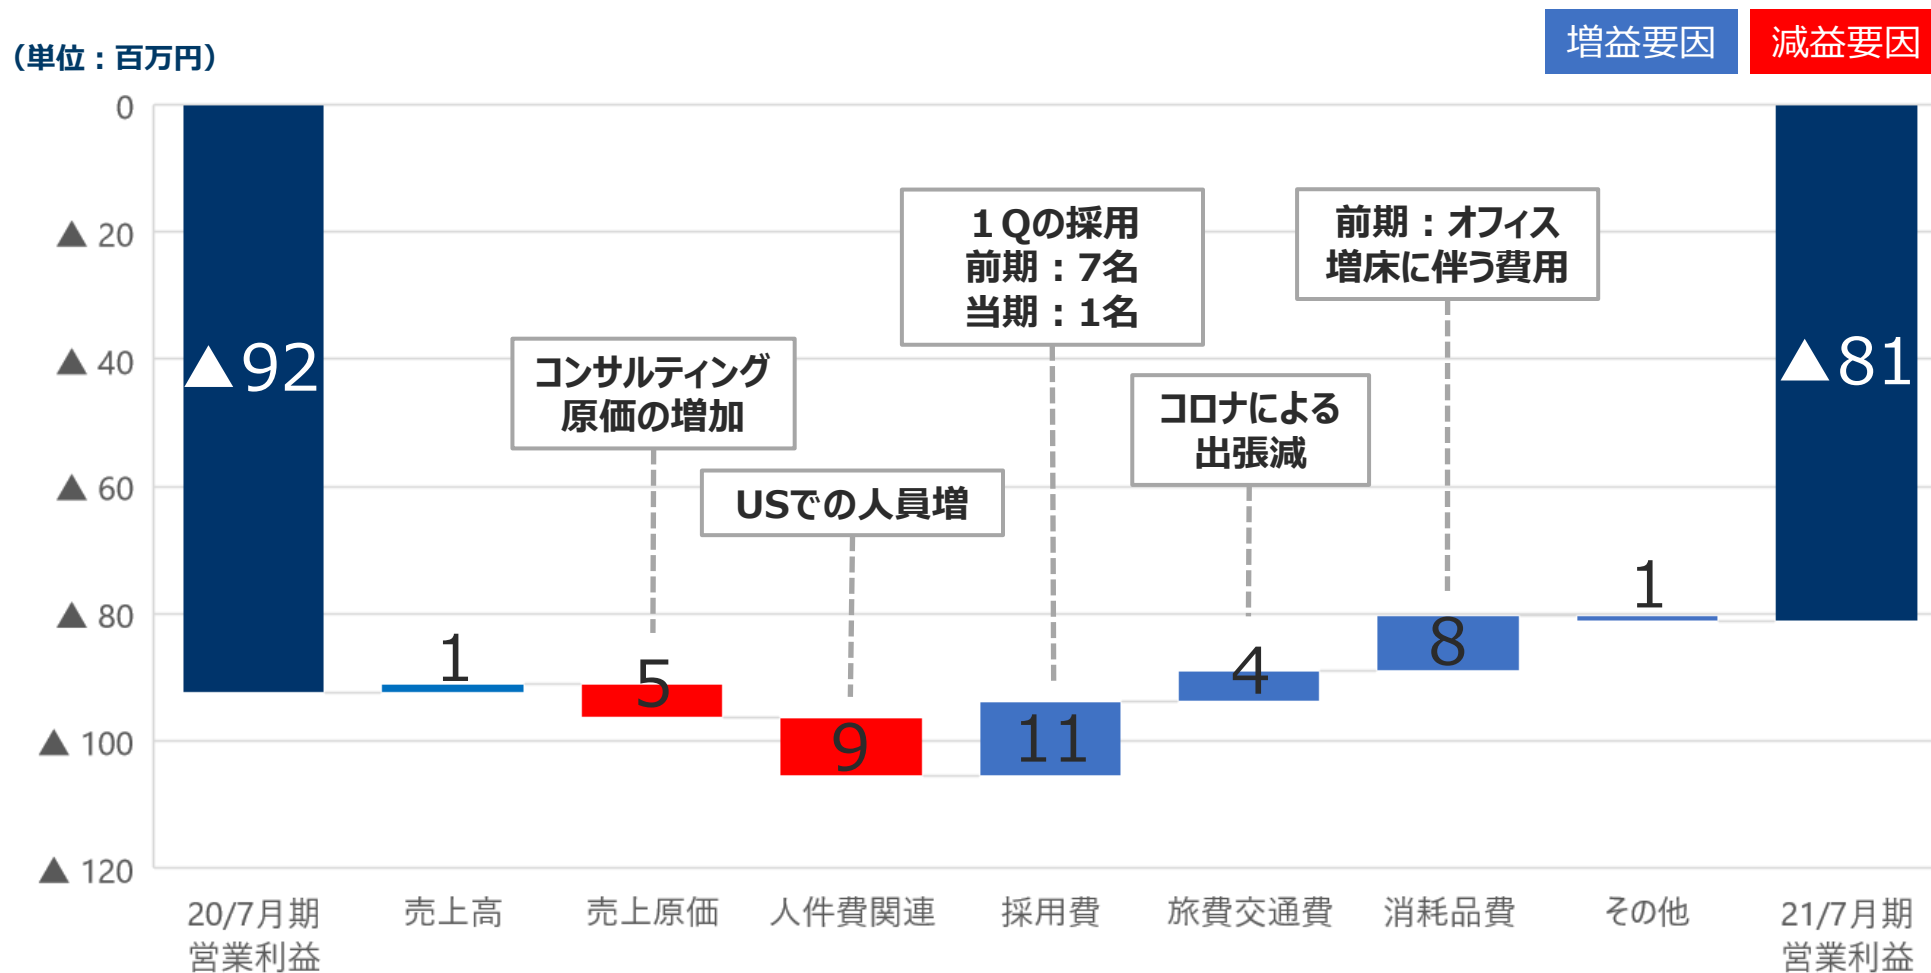 （単位：百万円）
増益要因
減益要因
0
▲ 20
▲ 40
▲ 60
▲ 80
▲ 100
▲ 120
▲92
1
コンサルティング
原価の増加
5
USでの人員増
9
１Qの採用
前期：7名
当期：1名
11
コロナによる
出張減
4
前期：オフィス
増床に伴う費用
8
1
▲81
20/7月期
営業利益
売上高
売上原価
人件費関連
採用費
旅費交通費
消耗品費
その他
21/7月期
営業利益